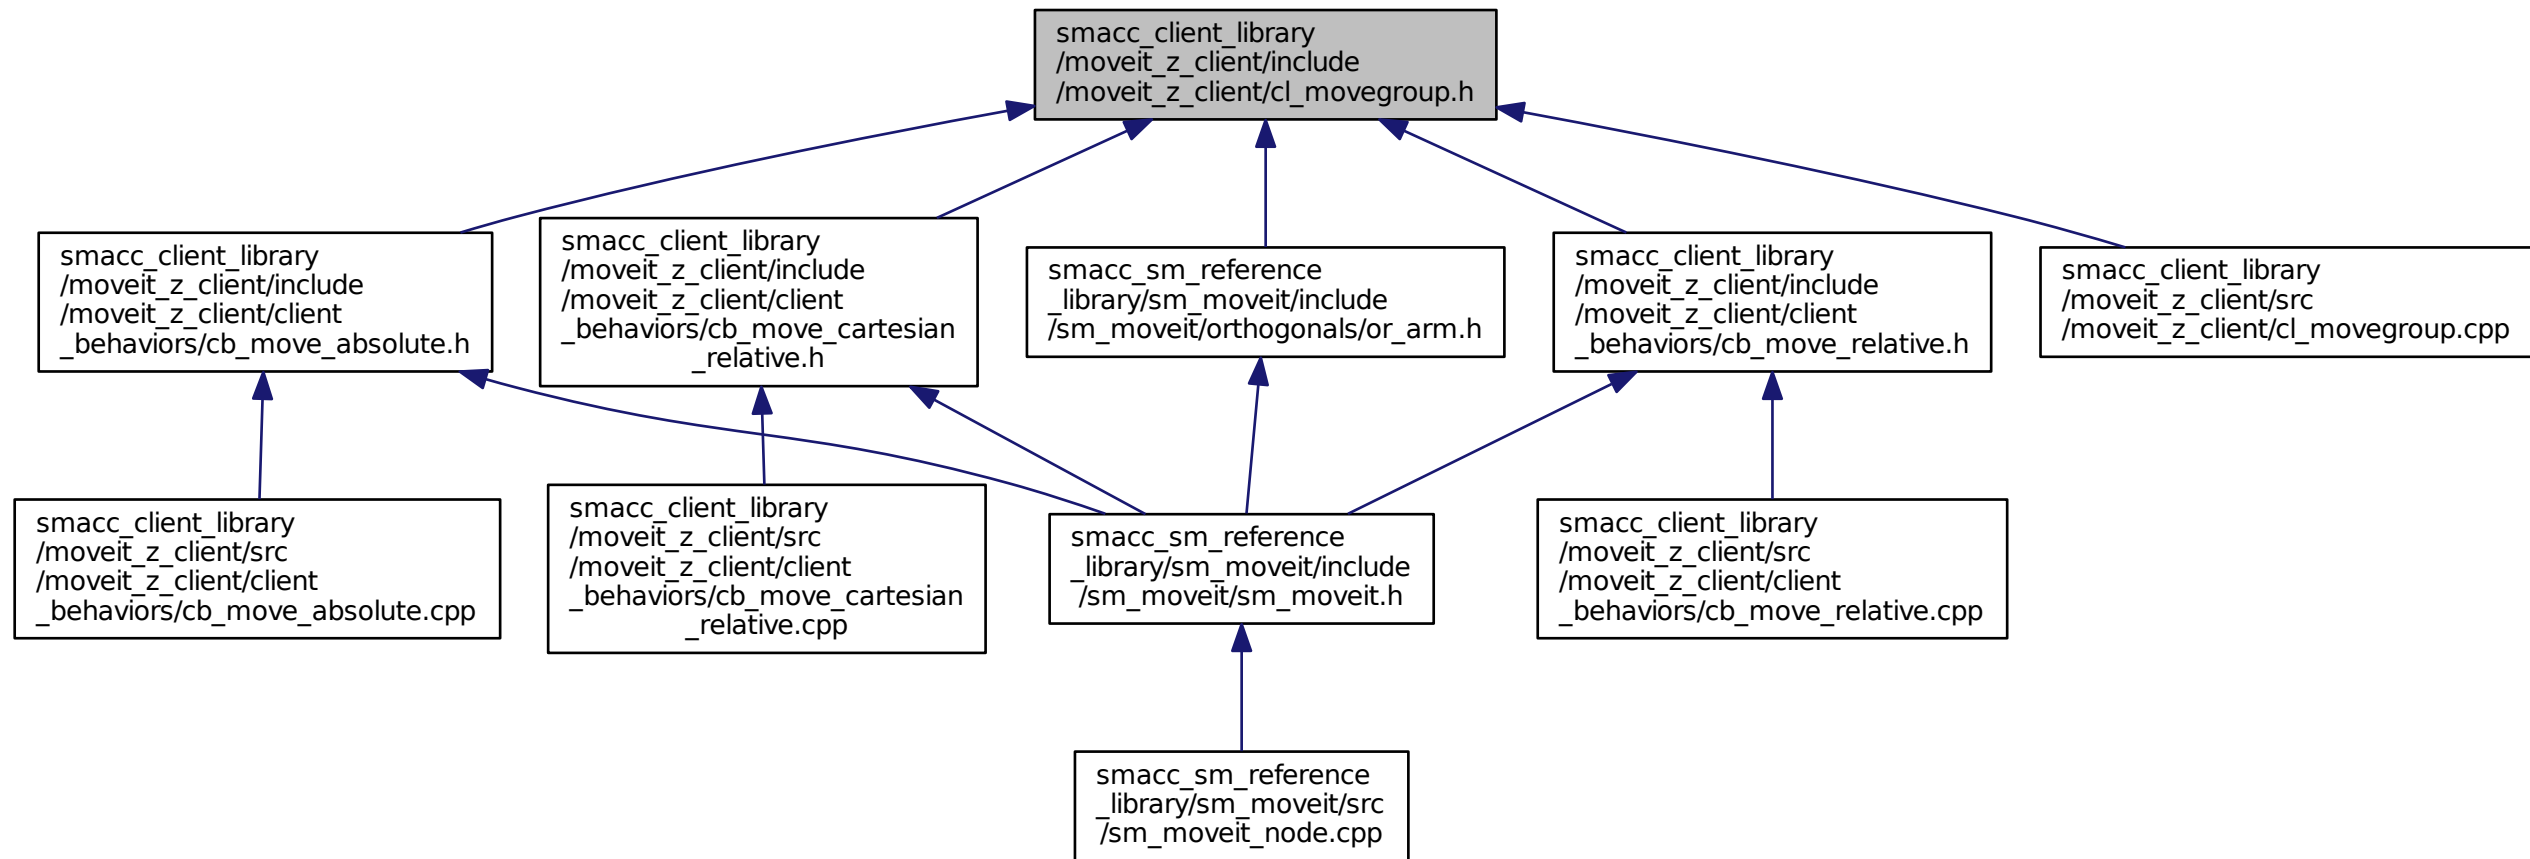 smacc_client_library
/moveit_z_client/include
/moveit_z_client/cl_movegroup.h
smacc_client_library
/moveit_z_client/include
/moveit_z_client/client
_behaviors/cb_move_absolute.h
smacc_client_library
/moveit_z_client/include
/moveit_z_client/client
_behaviors/cb_move_cartesian
_relative.h
smacc_sm_reference
_library/sm_moveit/include
/sm_moveit/orthogonals/or_arm.h
smacc_client_library
/moveit_z_client/include
/moveit_z_client/client
_behaviors/cb_move_relative.h
smacc_client_library
/moveit_z_client/src
/moveit_z_client/cl_movegroup.cpp
smacc_client_library
/moveit_z_client/src
/moveit_z_client/client
_behaviors/cb_move_absolute.cpp
smacc_client_library
/moveit_z_client/src
/moveit_z_client/client
_behaviors/cb_move_cartesian
_relative.cpp
smacc_sm_reference
_library/sm_moveit/include
/sm_moveit/sm_moveit.h
smacc_client_library
/moveit_z_client/src
/moveit_z_client/client
_behaviors/cb_move_relative.cpp
smacc_sm_reference
_library/sm_moveit/src
/sm_moveit_node.cpp